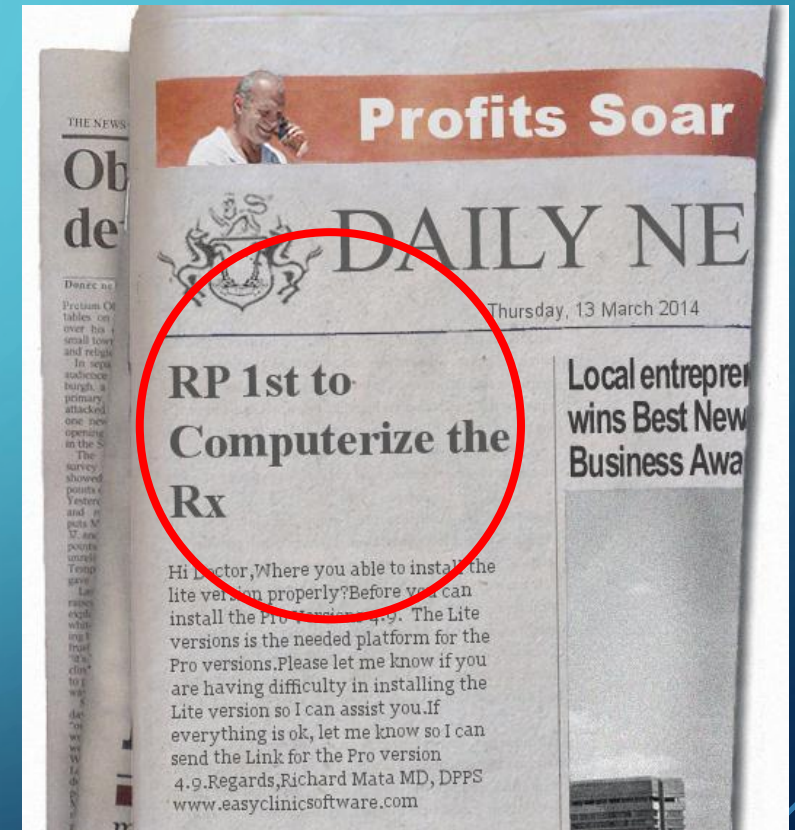 THE NEWS
Ob
de
Donec ne
Profits Soar
DAILY NE
Thursday, 13 March 2014
RP 1st to
Computerize the
Rx
Hi Doctor,Where you able to install the
lite version properly?Before you can
install the Pro Versions 4.9. The Lite
versions is the needed platform for the
Pro versions.Please let me know if you
are having difficulty in installing the
Lite version so I can assist you.If
everything is ok, let me know so I can
send the Link for the Pro version
4.9.Regards,Richard Mata MD, DPPS
www.easyclinicsoftware.com
Local entrepre
wins Best New
Business Awa